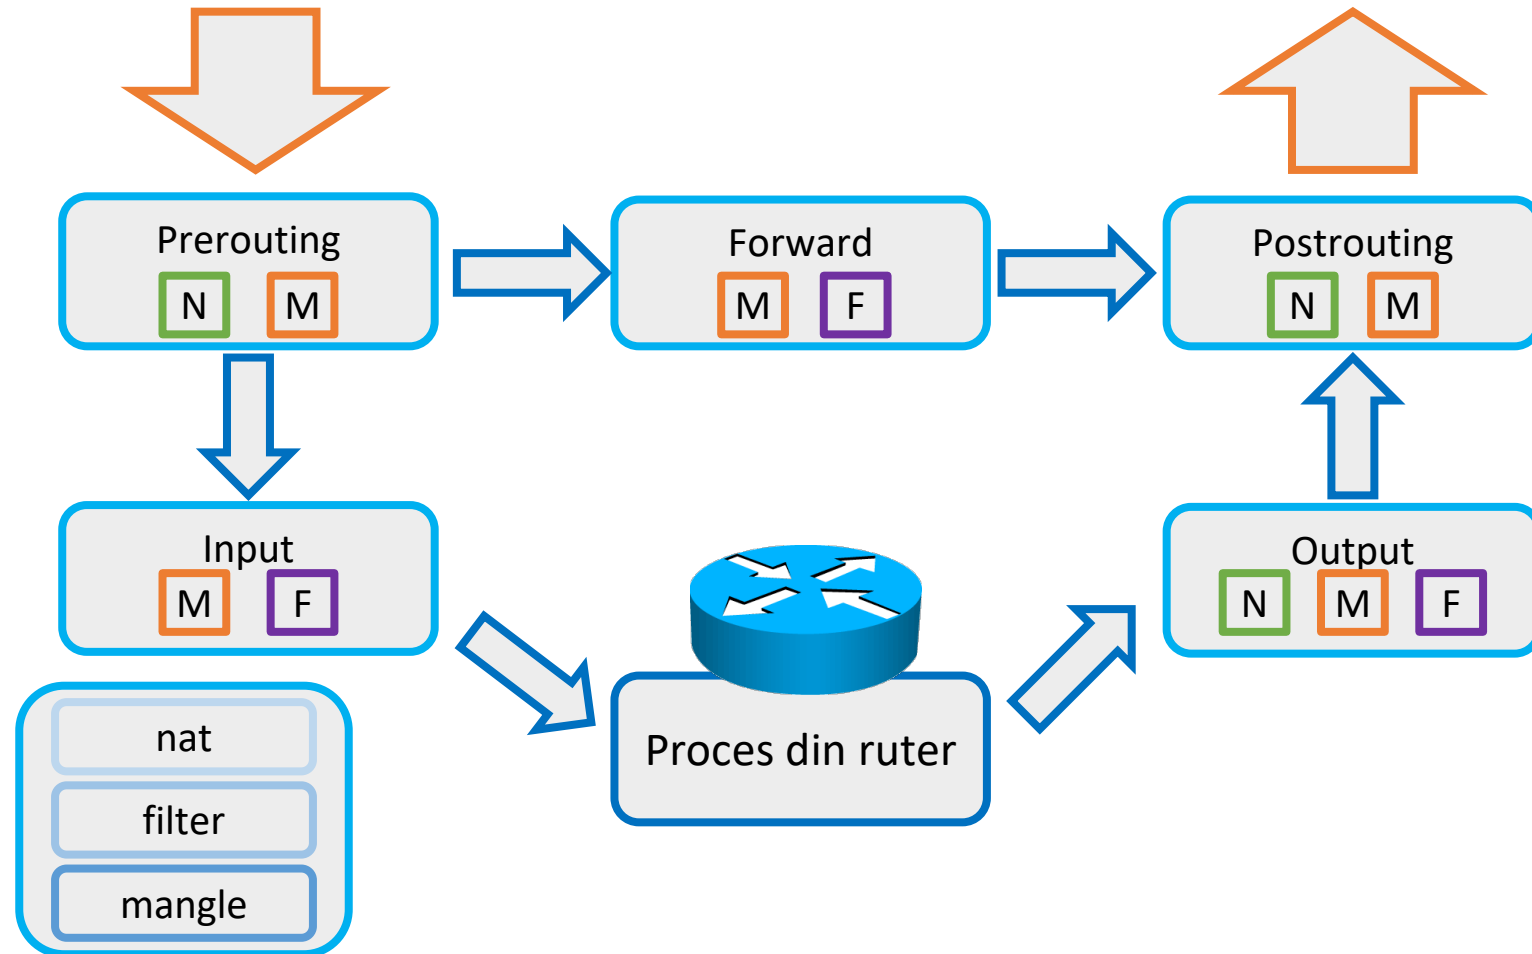 Prerouting
N M
Forward
M F
Postrouting
N M
Input
M F
Output
N M F
Proces din ruter
nat
filter
mangle